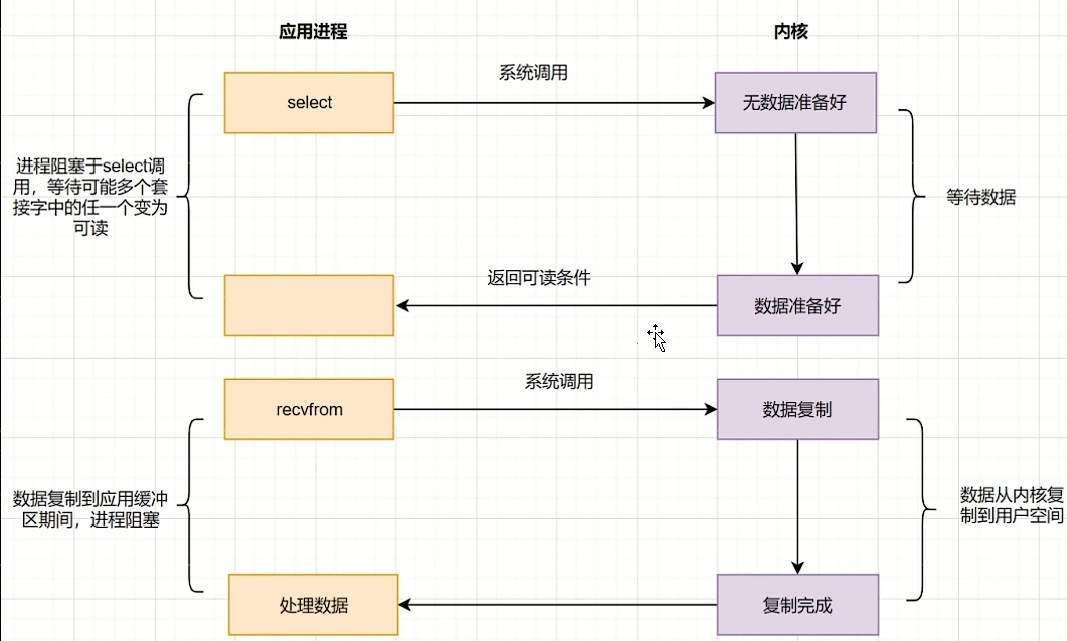 应用进程
内核
系统调用
select
无数据准备好
进程阻塞于select调
用，等待可能多个套
接字中的任一个变为
可读
等待数据
返回可读条件
数据准备好
系统调用
recvfrom
数据复制
数据复制到应用缓冲
区期间，进程阻塞
数据从内核复
制到用户空间
处理数据
复制完成